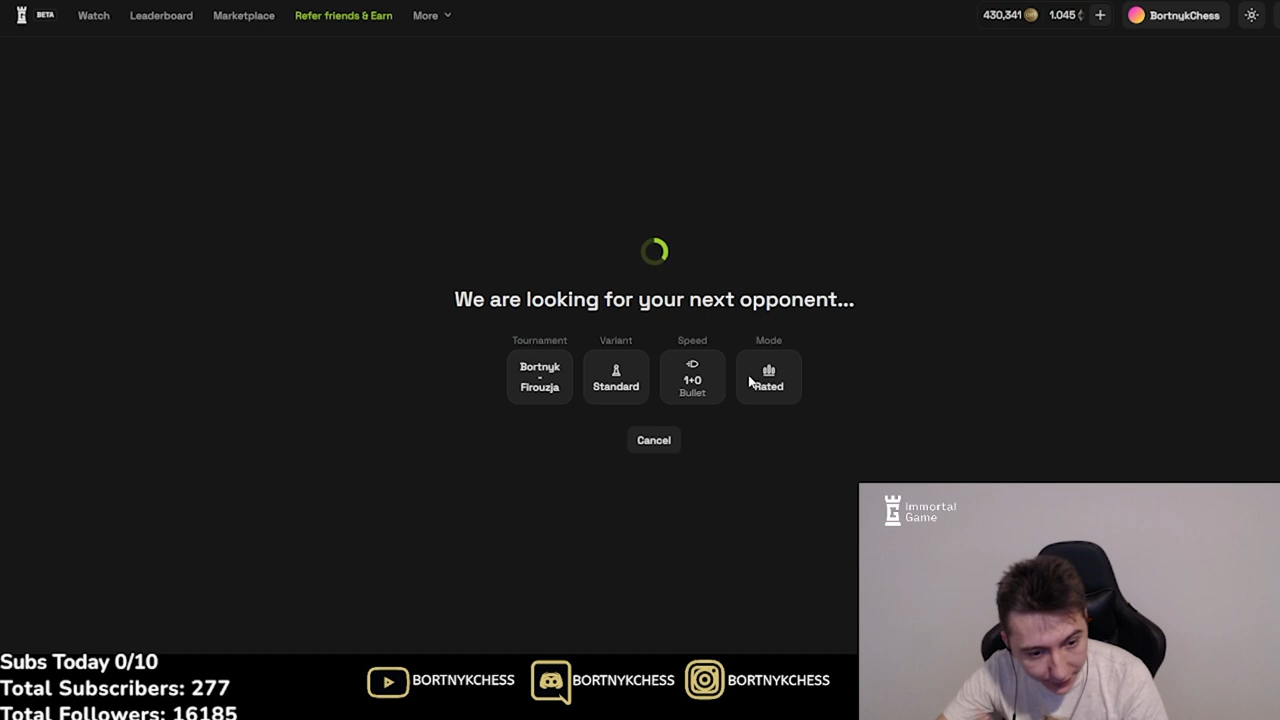 BETA Watch Leaderboard Marketplace Refer friends & Earn More 430,341 1.045 + BortnykChess
We are looking for your next opponent...
Tournament Variant Speed Mode
Bortnyk
-
Firouzja
Standard
1+0
Bullet
Rated
Cancel
Immortal
Game
Subs Today 0/10
Total Subscribers: 277
Total Followers: 16185
BORTNYKCHESS BORTNYKCHESS BORTNYKCHESS